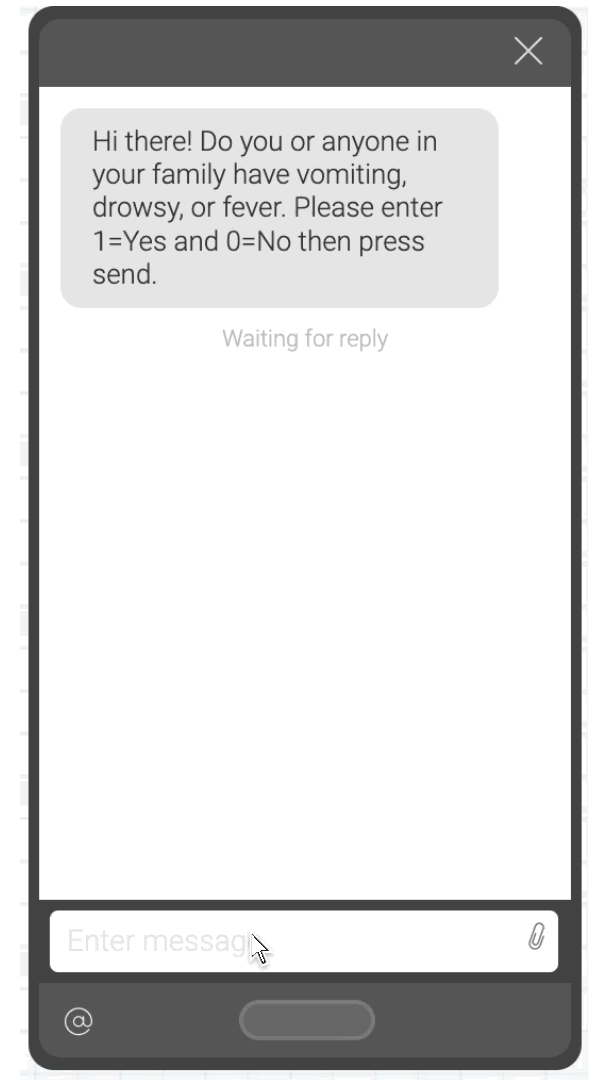 Hi there! Do you or anyone in
your family have vomiting,
drowsy, or fever. Please enter
1=Yes and 0=No then press
send.
Waiting for reply
Enter messag
@